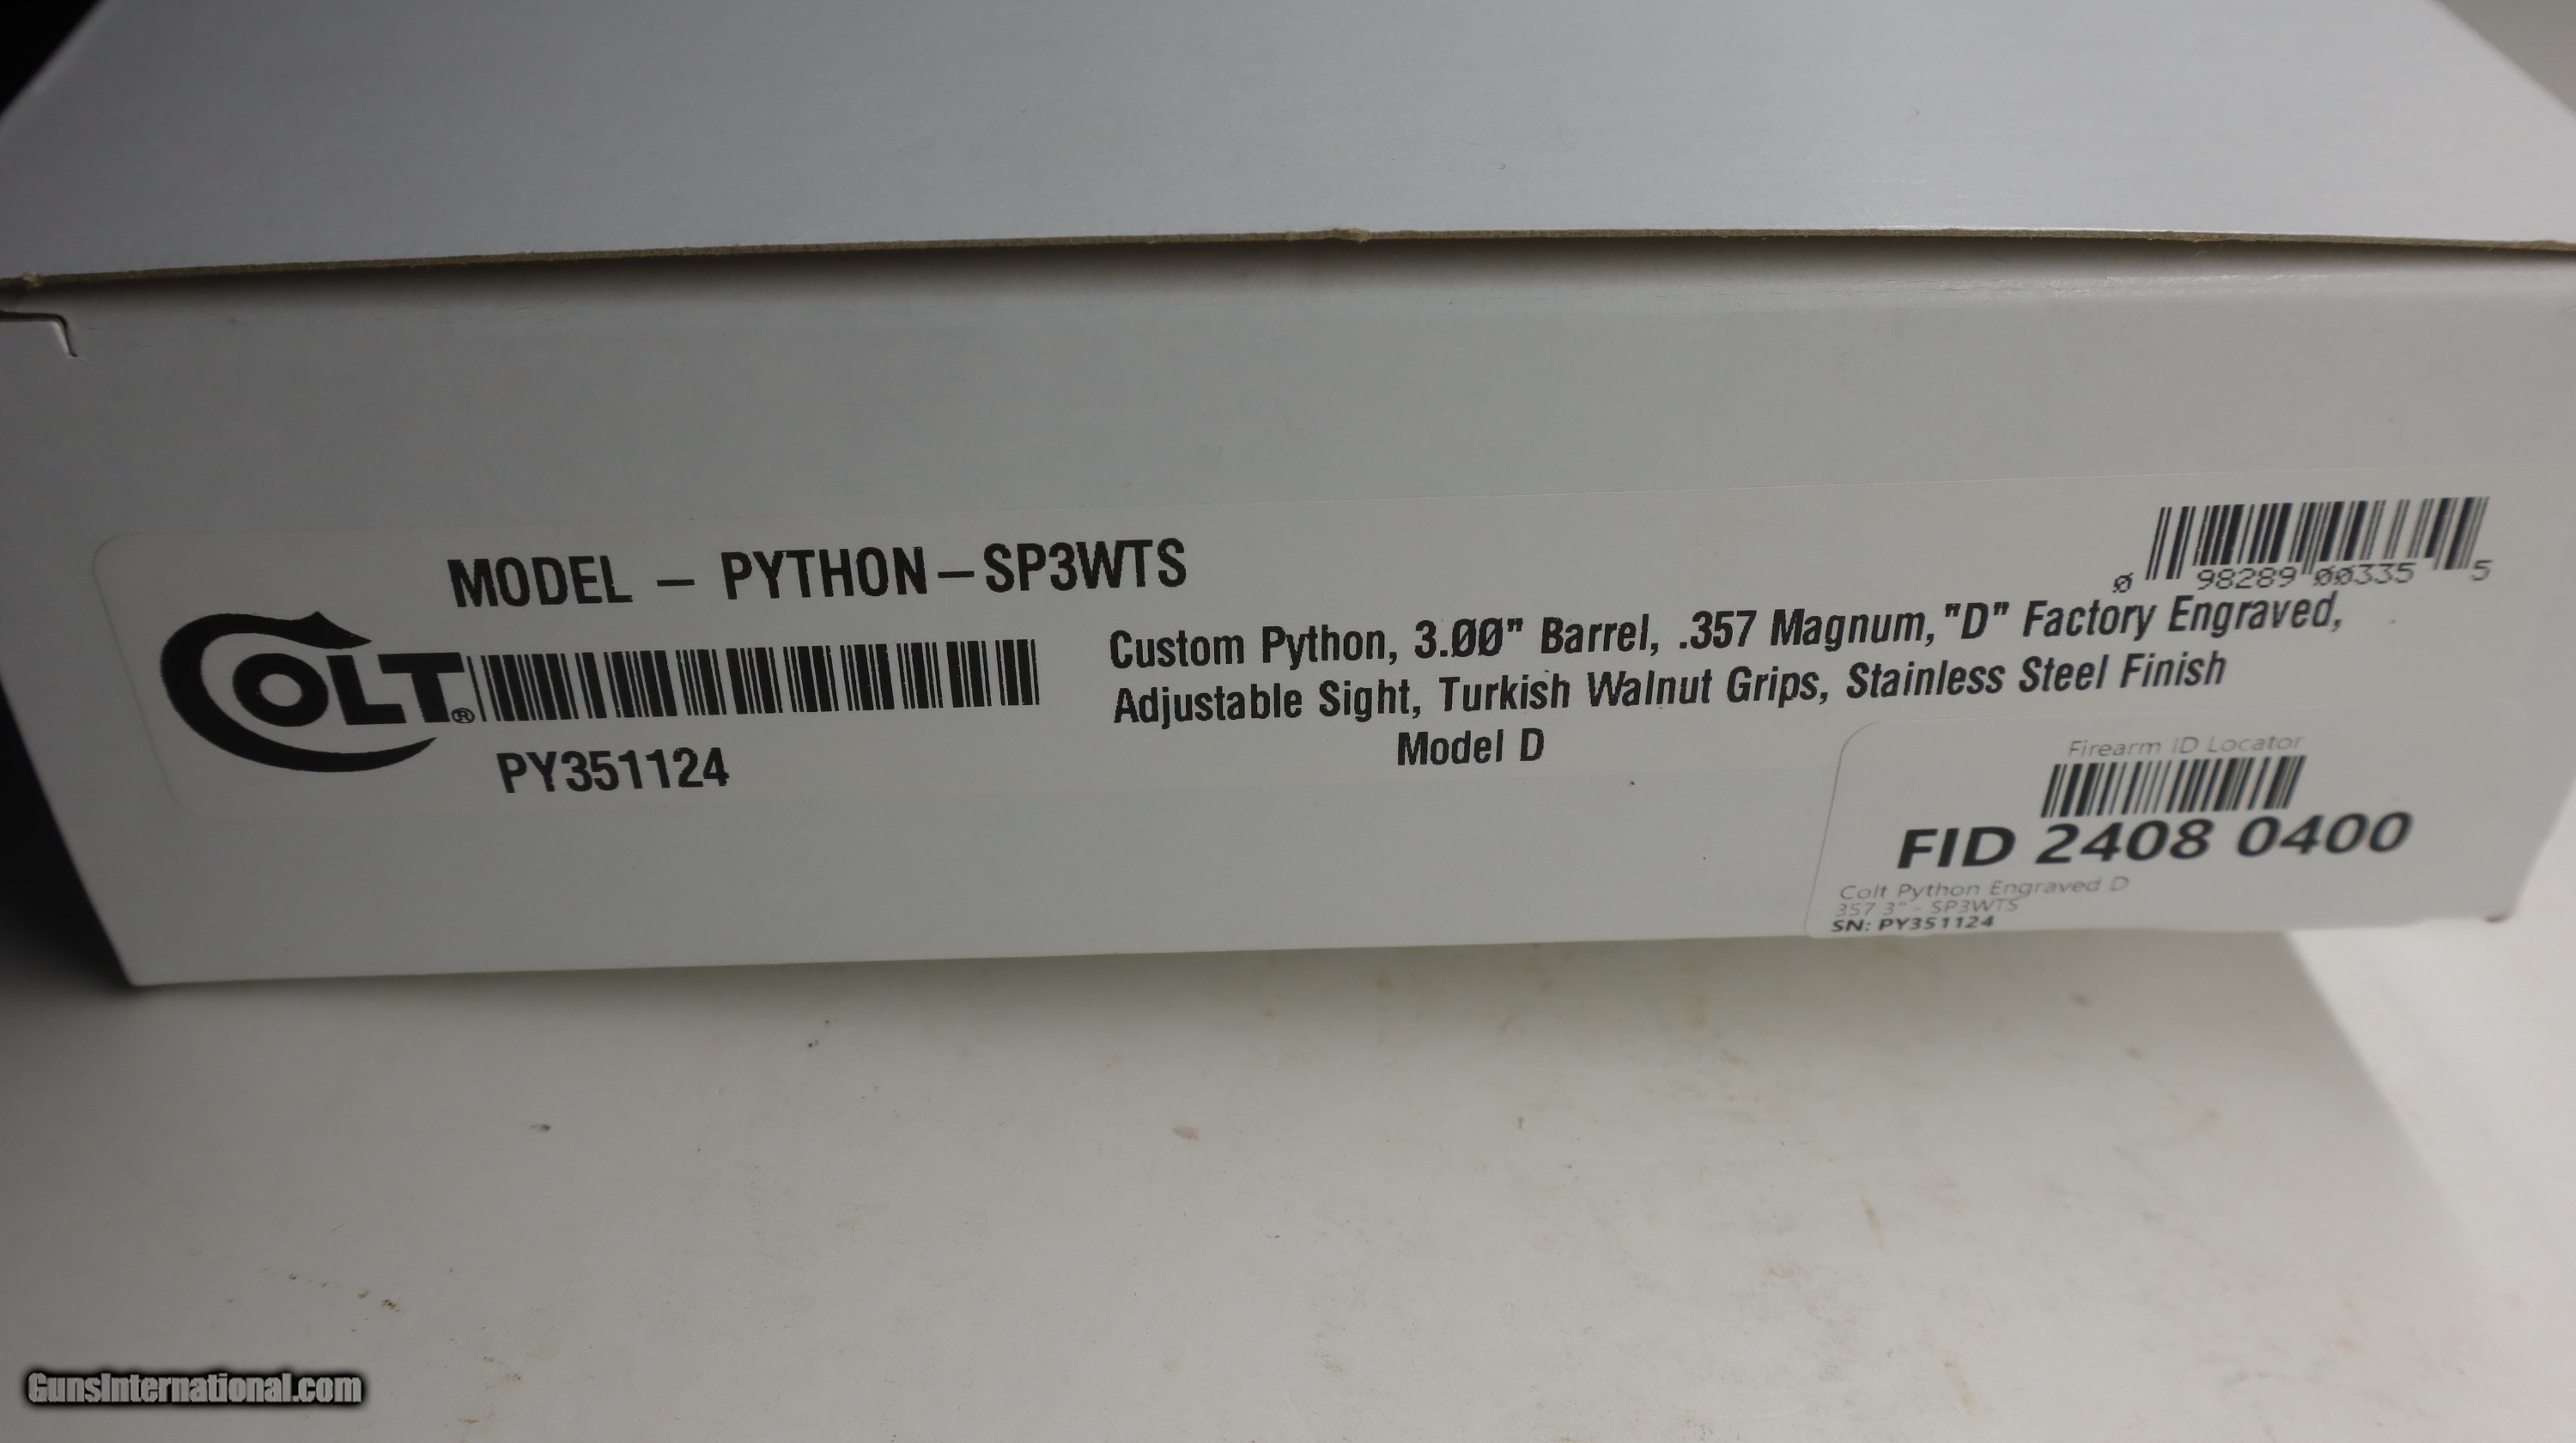 MODEL – PYTHON – SP3WTS
COLT®
PY351124
0 98289 00335 5
Custom Python, 3.00" Barrel, .357 Magnum, "D" Factory Engraved,
Adjustable Sight, Turkish Walnut Grips, Stainless Steel Finish
Model D
Firearm ID Locator
FID 2408 0400
Colt Python Engraved D
357 3" - SP3WTS
SN: PY351124
GunsInternational.com